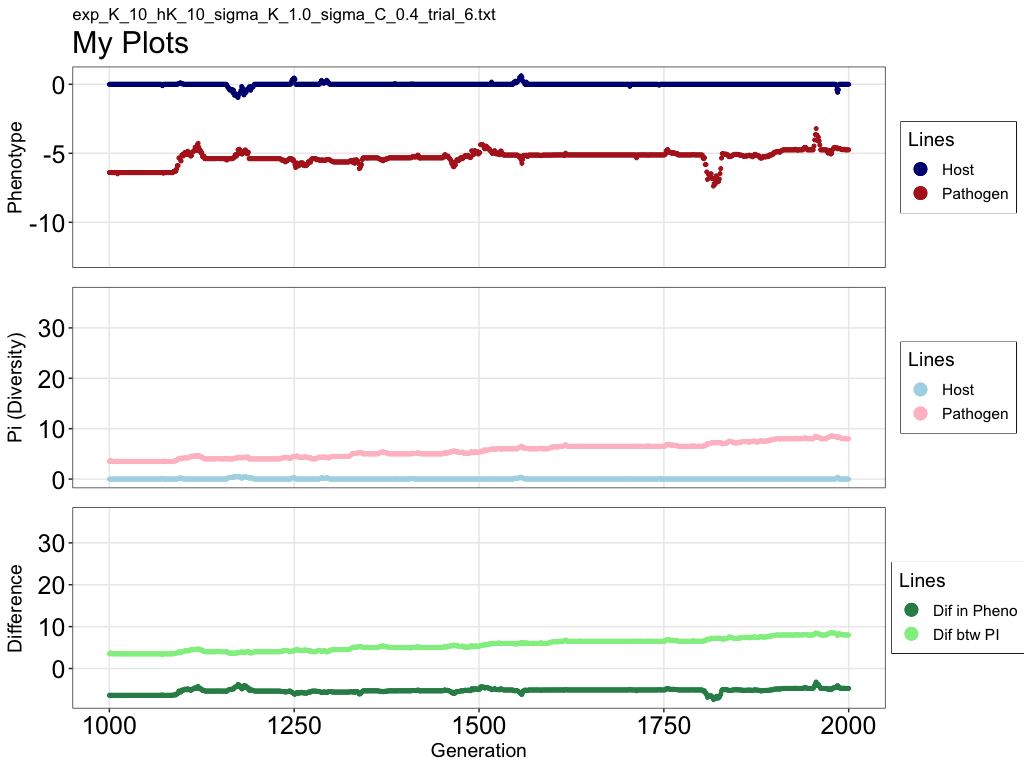 exp_K_10_hK_10_sigma_K_1.0_sigma_C_0.4_trial_6.txt
My Plots
Phenotype
0
-5
-10
Lines
Host
Pathogen
Pi (Diversity)
30
20
10
0
Lines
Host
Pathogen
Difference
30
20
10
0
Lines
Dif in Pheno
Dif btw PI
1000 1250 1500 1750 2000
Generation